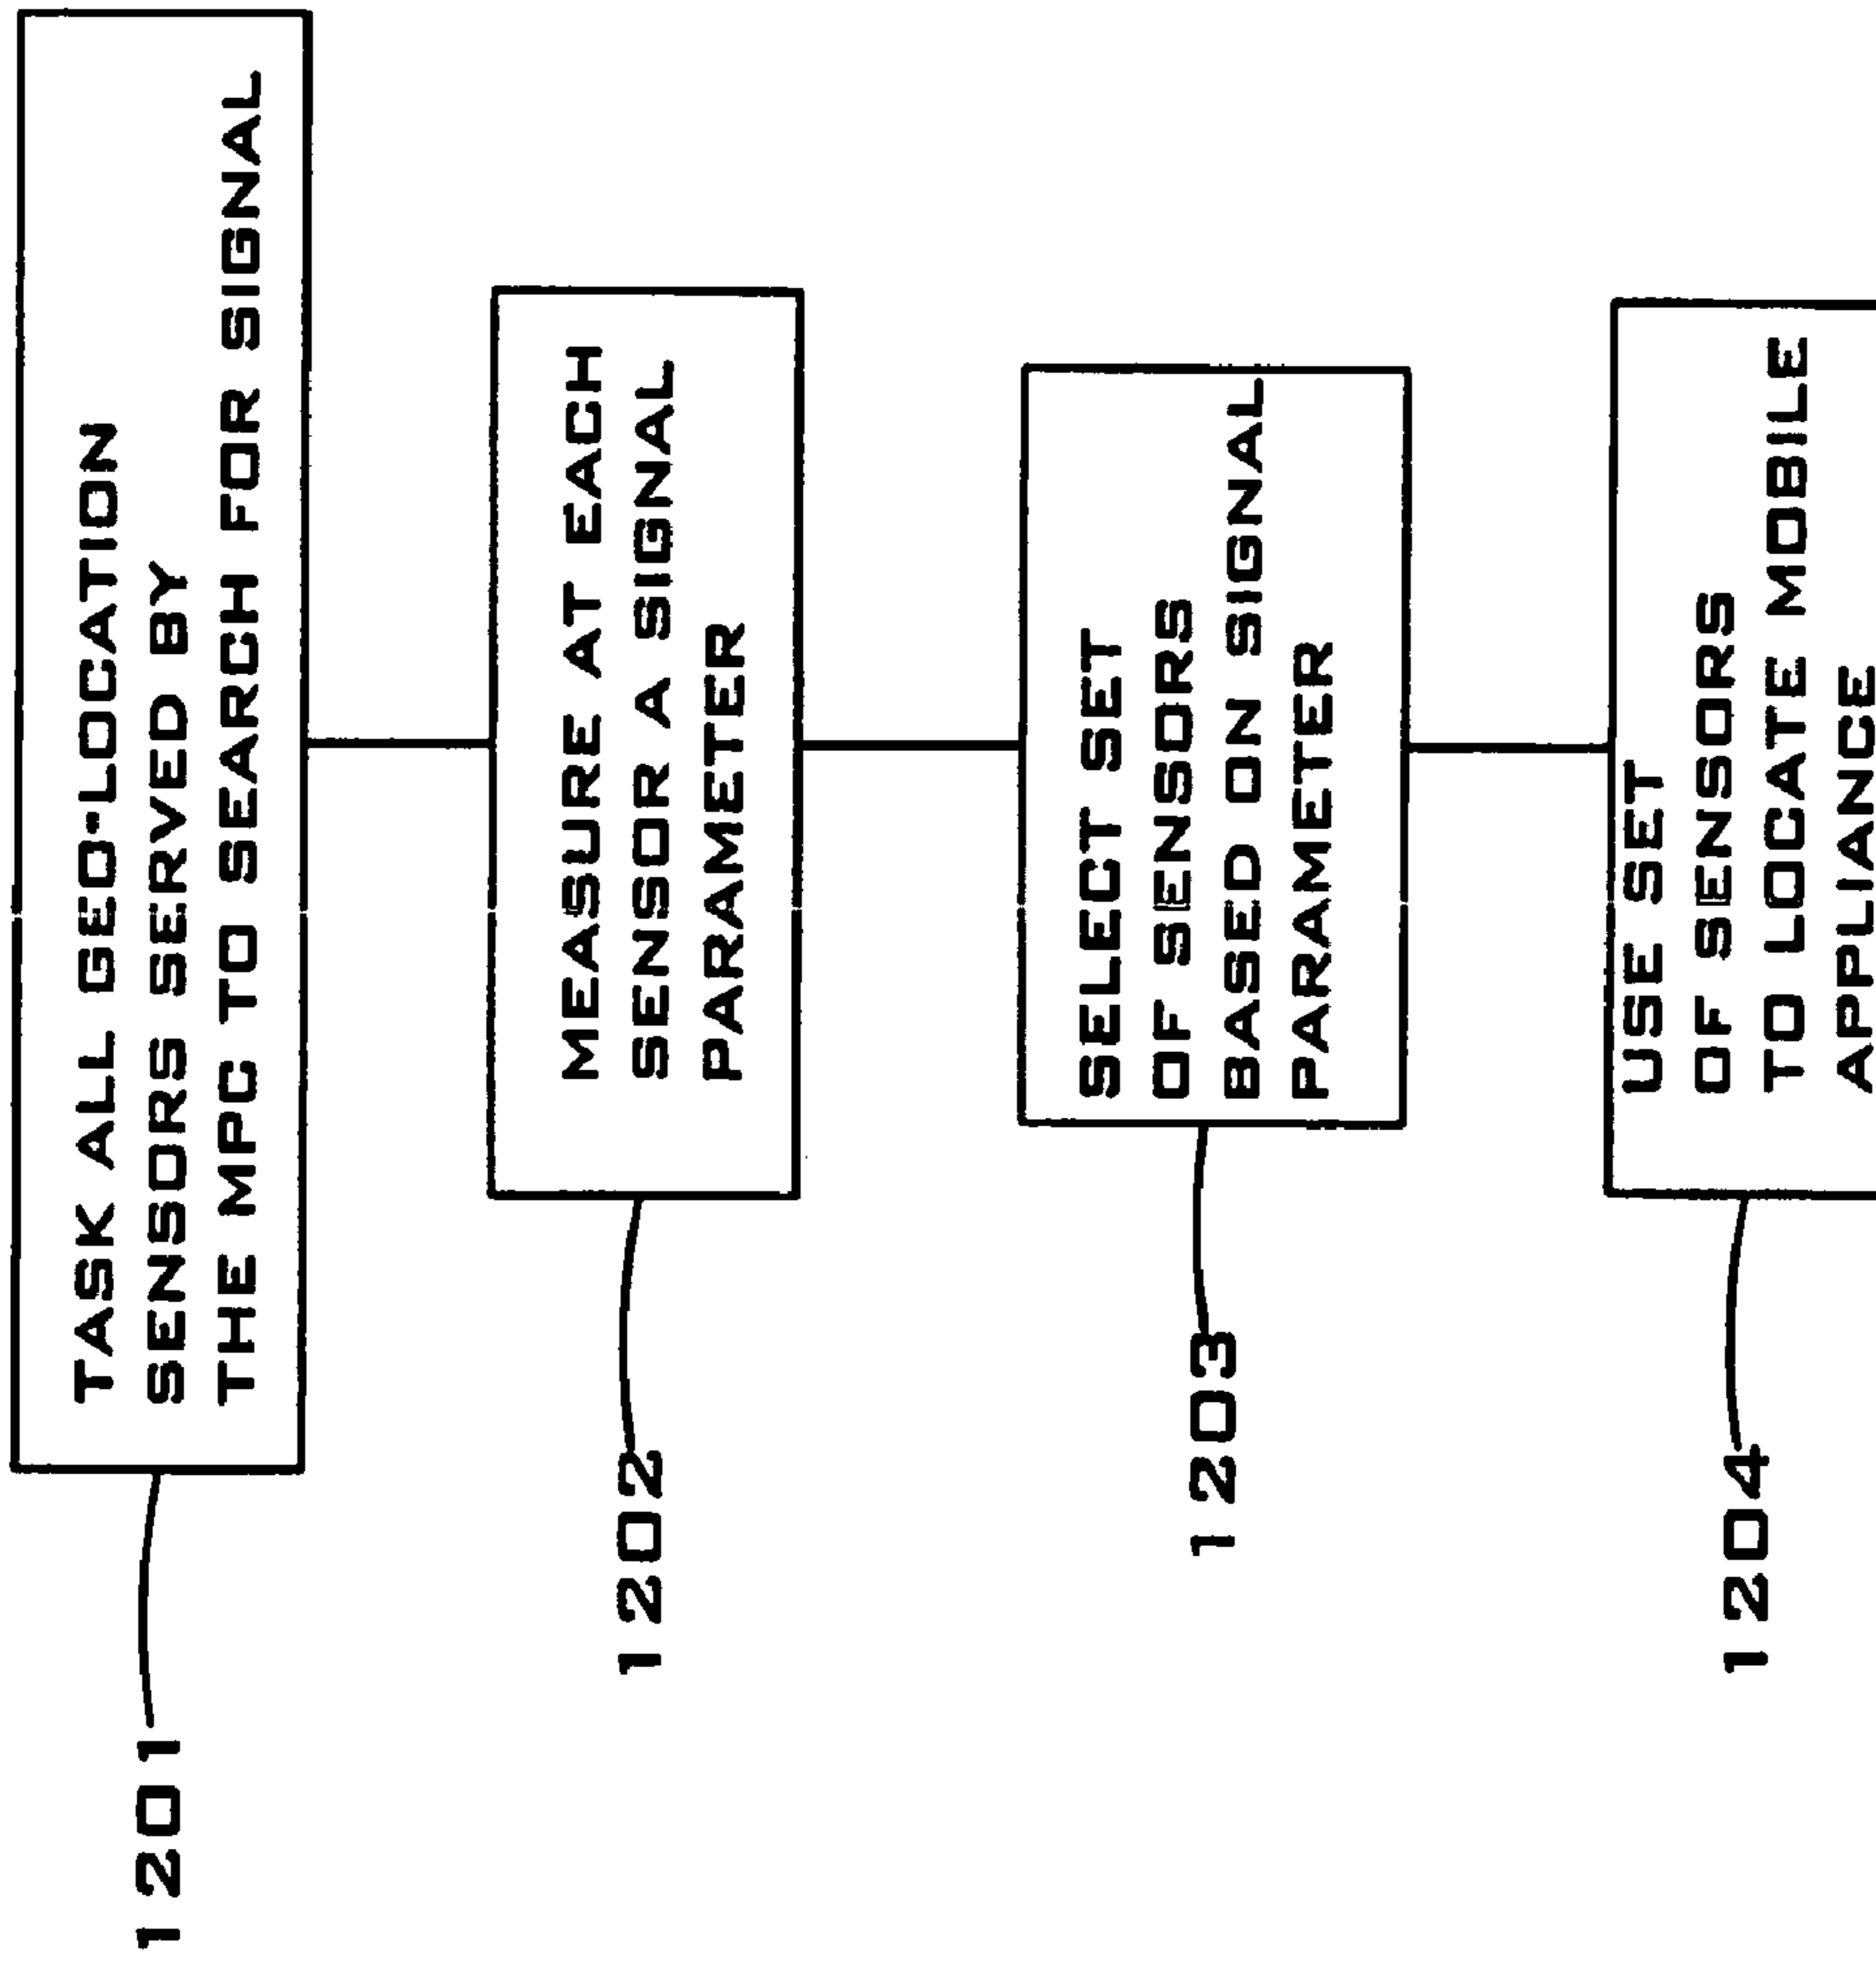 TASK ALL GEO-LOCATION
SENSORS SERVED BY
THE MPC TO SEARCH FOR SIGNAL
1201
MEASURE AT EACH
SENSOR A SIGNAL
PARAMETER
1202
SELECT SET
OF SENSORS
BASED ON SIGNAL
PARAMETER
1203
USE SET
OF SENSORS
TO LOCATE MOBILE
APPLIANCE
1204